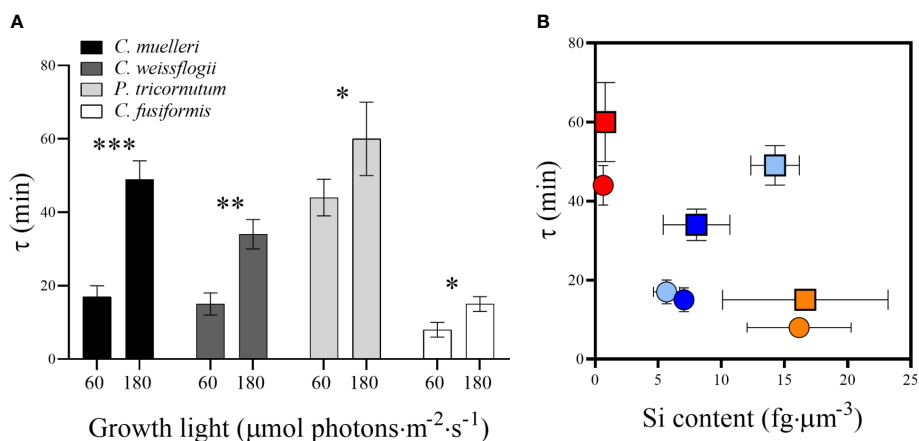 A
C. muelleri
C. weissflogii
P. tricornutum
C. fusiformis
80
60
40
20
0
τ (min)
***
**
*
*
60 180 60 180 60 180 60 180
Growth light (μmol photons·m-2·s-1)
B
80
60
40
20
0
τ (min)
0 5 10 15 20 25
Si content (fg·μm-3)